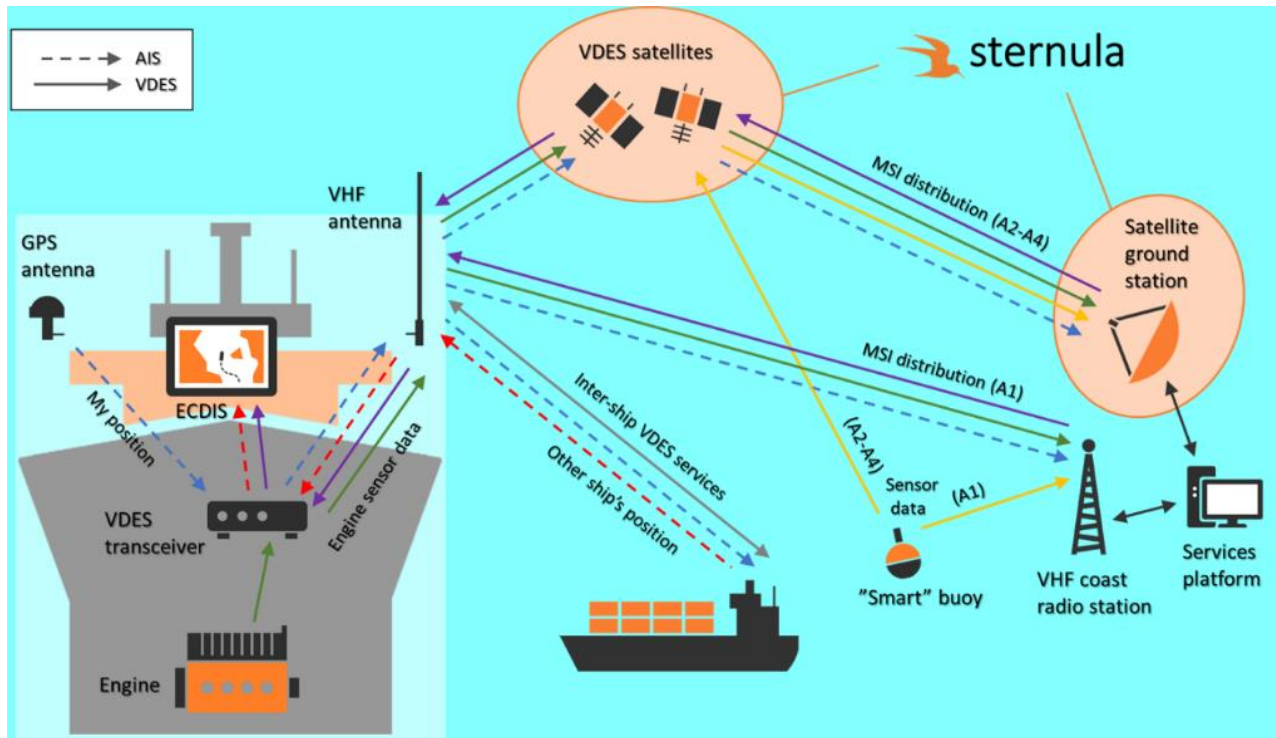 AIS
VDES
VDES satellites
sternula
VHF
antenna
GPS
antenna
MSI distribution (A2-A4)
Satellite
ground
station
ECDIS
My position
MSI distribution (A1)
Inter-ship VDES services
Other ship's position
Engine sensor data
(A2-A4)
Sensor
data
(A1)
VDES
transceiver
"Smart" buoy
VHF coast
radio station
Services
platform
Engine